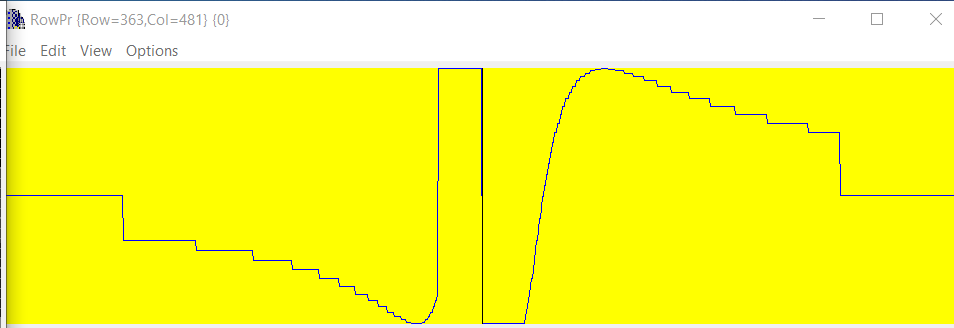 RowPr {Row=363,Col=481} {0}
File Edit View Options